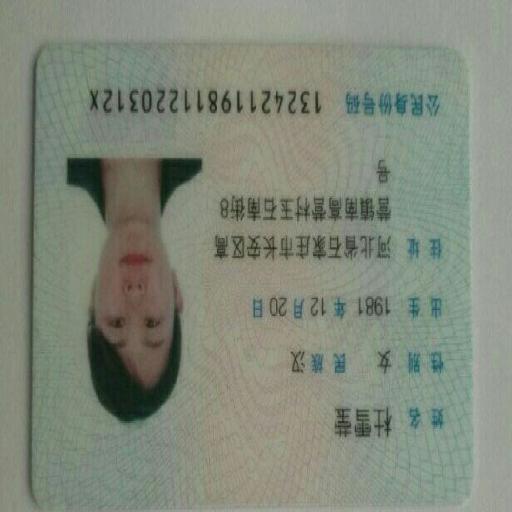 姓名 杜雪莹
性别 女 民族 汉
出生 1981 年 12 月 20 日
住址 河北省石家庄市长安区高
营镇南高营村玉石南街8
号
公民身份号码 13242119811220312X